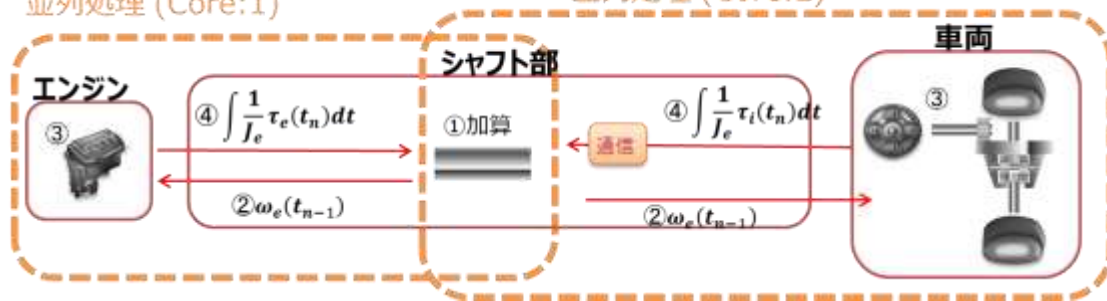 並列処理 (Core:1)
車両
シャフト部
エンジン
③
④ ∫ 1/J_e τ_e(t_n)dt
①加算
通信
④ ∫ 1/J_e τ_i(t_n)dt
③
②ω_e(t_{n-1})
②ω_e(t_{n-1})